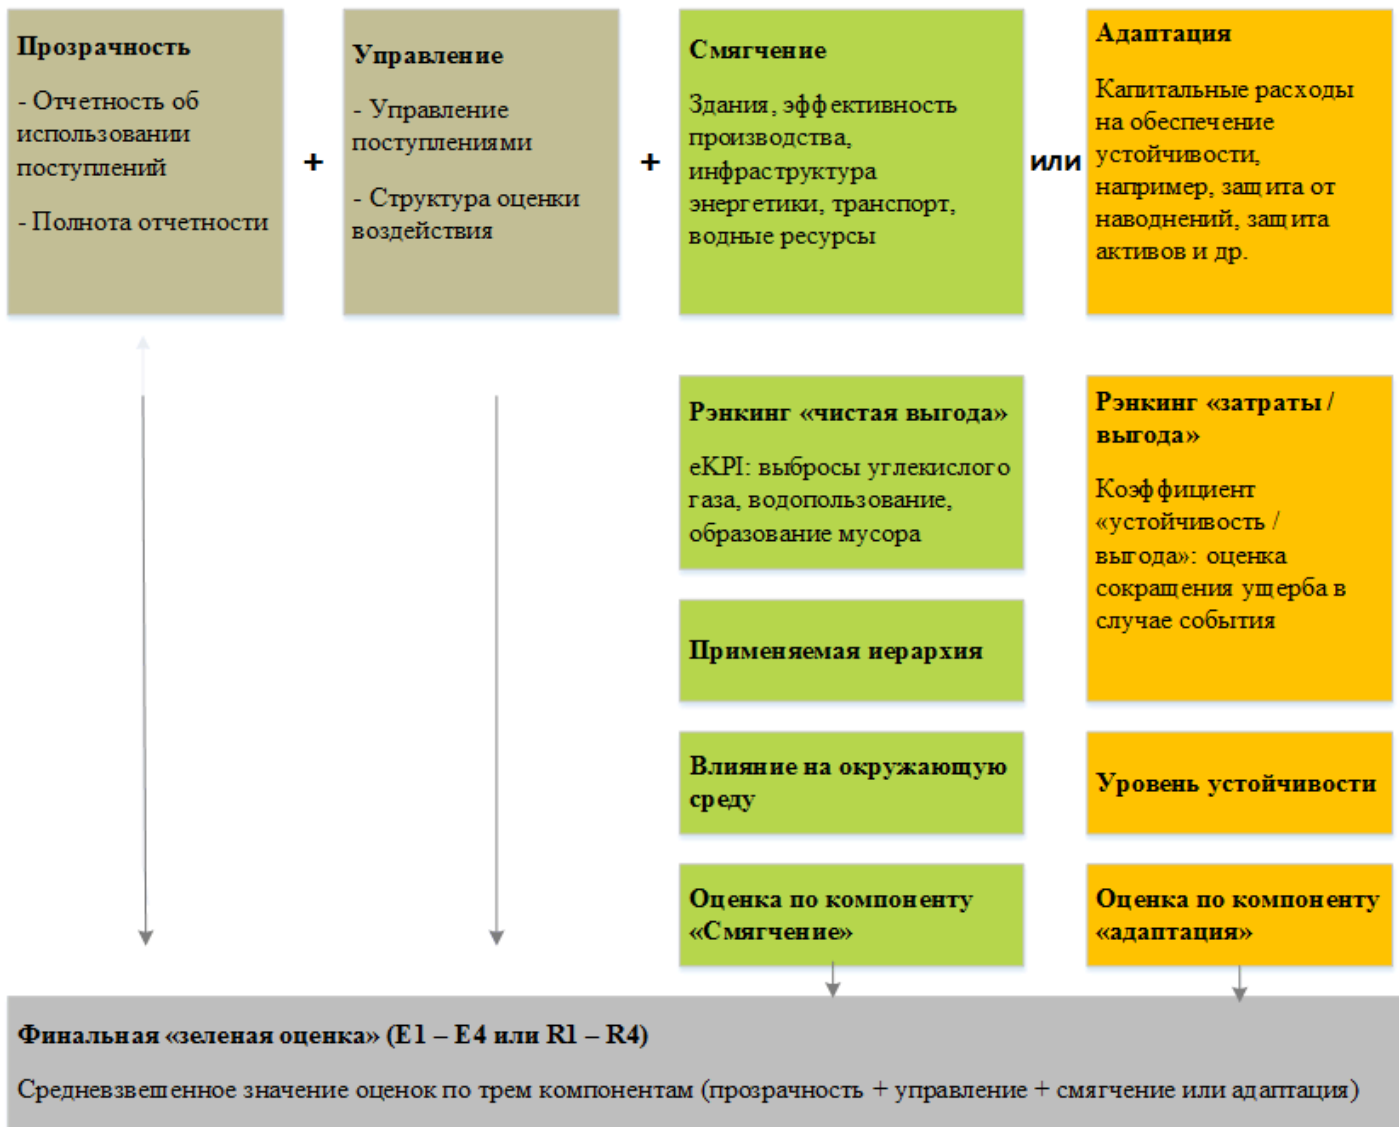 Прозрачность
- Отчетность об
использовании
поступлений
- Полнота отчетности
+
Управление
- Управление
поступлениями
- Структура оценки
воздействия
+
Смягчение
Здания, эффективность
производства,
инфраструктура
энергетики, транспорт,
водные ресурсы
или
Адаптация
Капитальные расходы
на обеспечение
устойчивости,
например, защита от
наводнений, защита
активов и др.
Рэнкинг «чистая выгода»
eKPI: выбросы углекислого
газа, водопользование,
образование мусора
Рэнкинг «затраты /
выгода»
Коэффициент
«устойчивость /
выгода»: оценка
сокращения ущерба в
случае события
Применяемая иерархия
Влияние на окружающую
среду
Уровень устойчивости
Оценка по компоненту
«Смягчение»
Оценка по компоненту
«адаптация»
Финальная «зеленая оценка» (E1 – E4 или R1 – R4)
Средневзвешенное значение оценок по трем компонентам (прозрачность + управление + смягчение или адаптация)